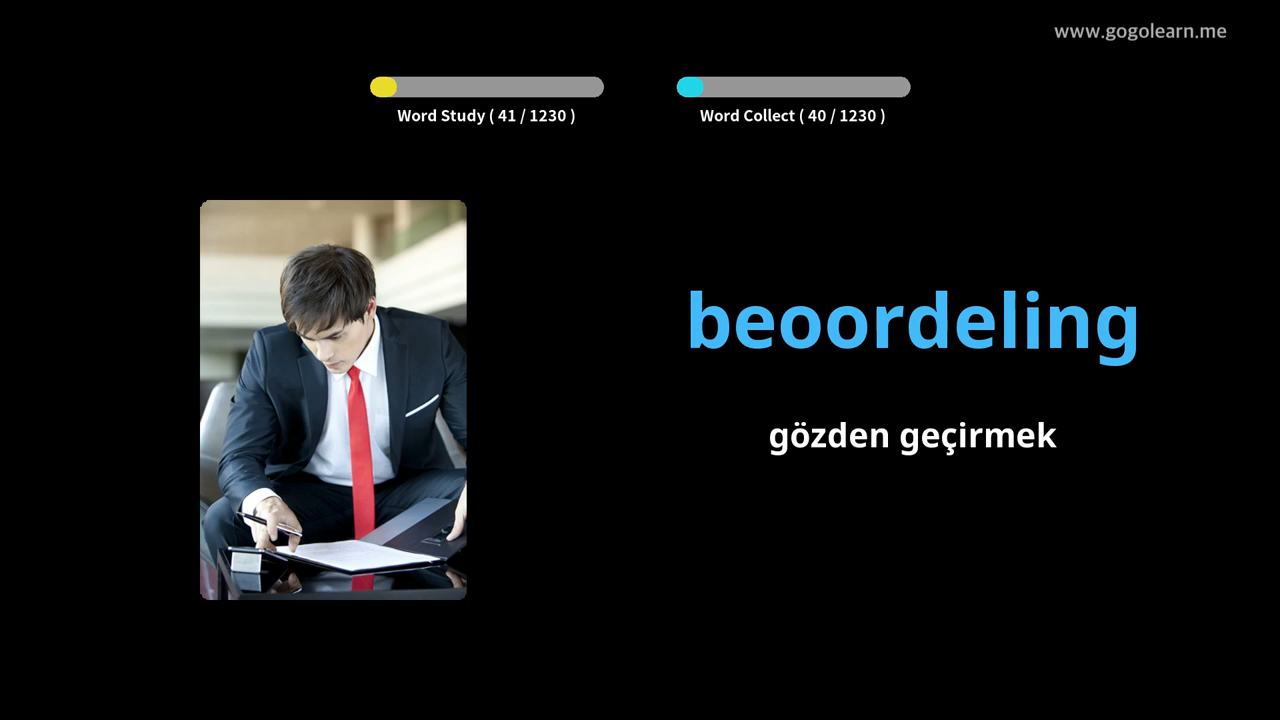 www.gogolearn.me
Word Study ( 41 / 1230 )
Word Collect ( 40 / 1230 )
beoordeling
gözden geçirmek